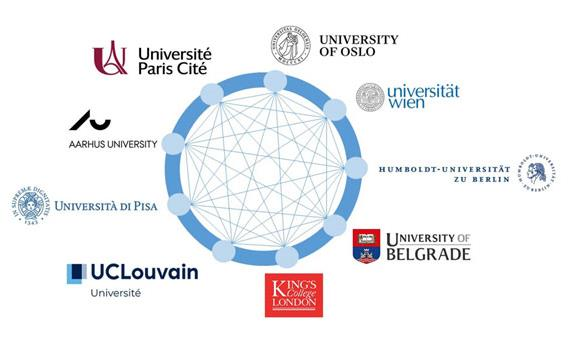 Université
Paris Cité
UNIVERSITY
OF OSLO
universität
wien
AARHUS UNIVERSITY
HUMBOLDT-UNIVERSITÄT
ZU BERLIN
UNIVERSITÀ DI PISA
UNIVERSITY OF
BELGRADE
UCLouvain
Université
KING'S
College
LONDON